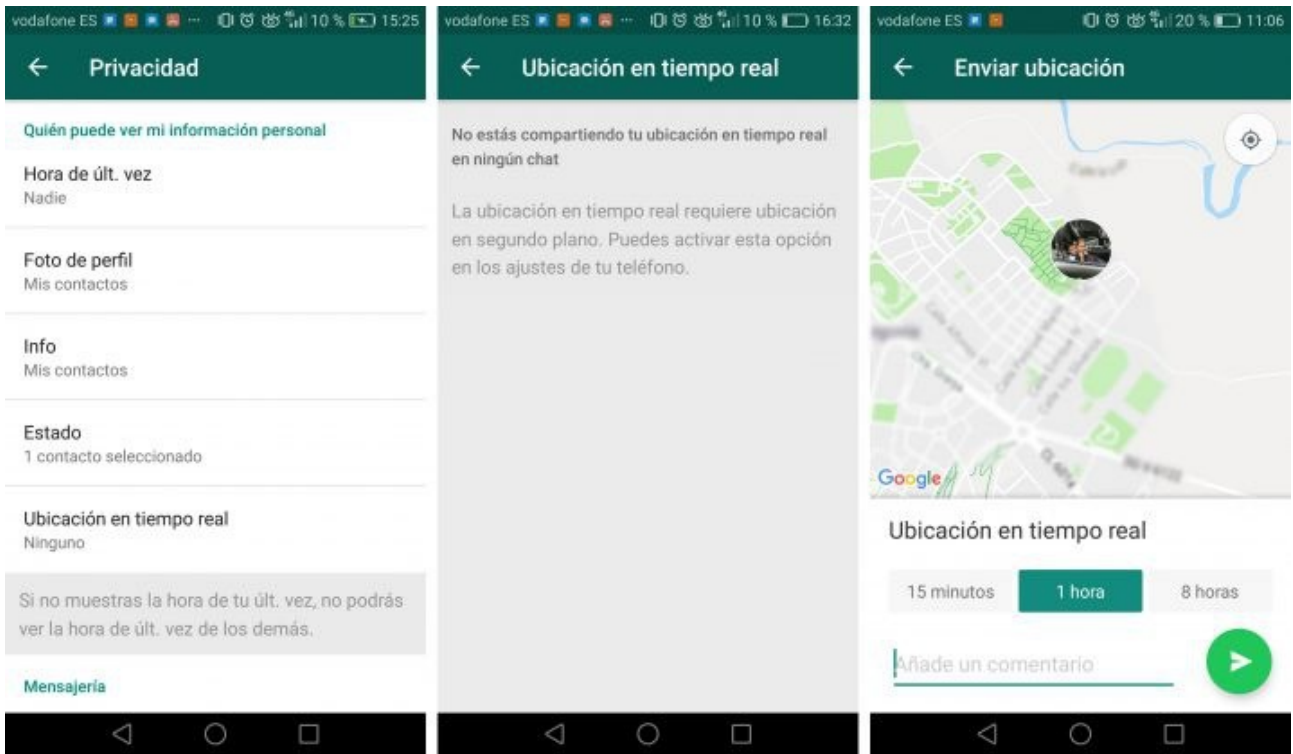 vodafone ES 10 % 15:25
Privacidad
Quién puede ver mi información personal
Hora de últ. vez
Nadie
Foto de perfil
Mis contactos
Info
Mis contactos
Estado
1 contacto seleccionado
Ubicación en tiempo real
Ninguno
Si no muestras la hora de tu últ. vez, no podrás
ver la hora de últ. vez de los demás.
Mensajería
vodafone ES 10 % 16:32
Ubicación en tiempo real
No estás compartiendo tu ubicación en tiempo real
en ningún chat
La ubicación en tiempo real requiere ubicación
en segundo plano. Puedes activar esta opción
en los ajustes de tu teléfono.
vodafone ES 20 % 11:06
Enviar ubicación
Google
Ubicación en tiempo real
15 minutos
1 hora
8 horas
Añade un comentario